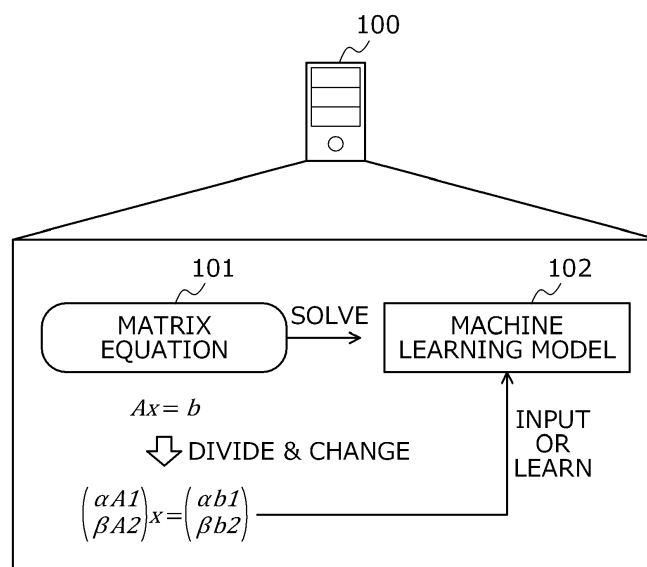 100
101
102
MATRIX
EQUATION
SOLVE
MACHINE
LEARNING MODEL
Ax = b
DIVIDE & CHANGE
INPUT
OR
LEARN
(αA1
βA2)x=(αb1
βb2)